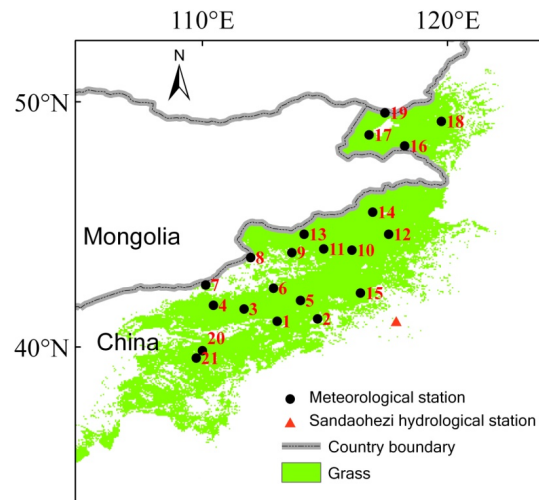 110°E 120°E
N
50°N
19
18
17
16
14
Mongolia
13
12
8
9
11
10
7
6
15
4
3
5
1
2
China
20
40°N
21
Meteorological station
Sandaohezi hydrological station
Country boundary
Grass